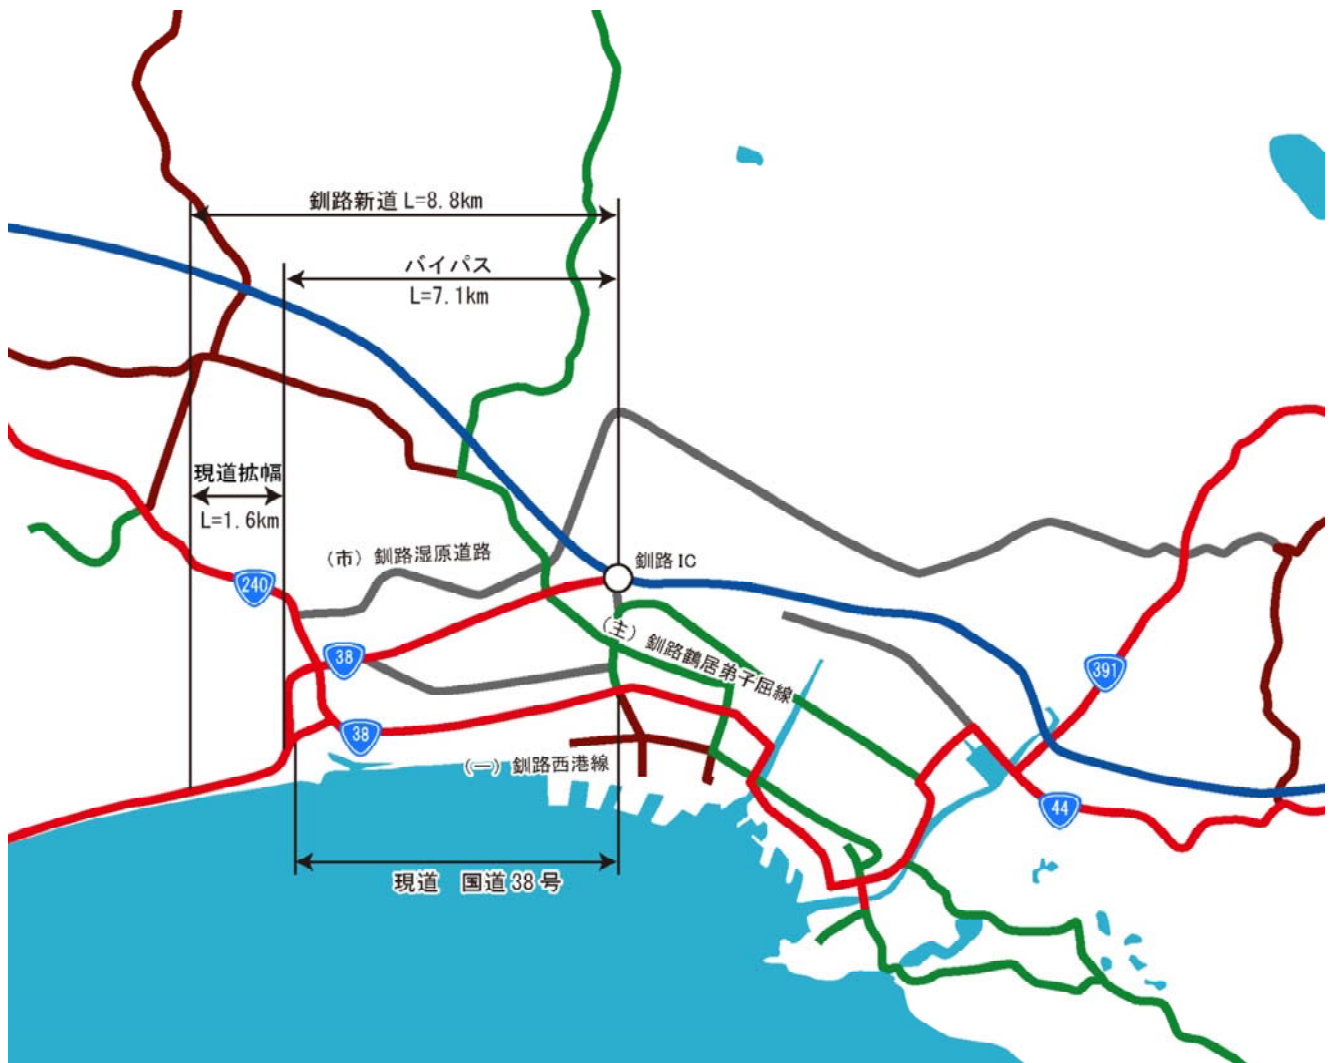 釧路新道 L=8.8km
バイパス
L=7.1km
現道拡幅
L=1.6km
(市)釧路湿原道路
釧路 IC
240
(主)釧路鶴居弟子屈線
38
391
38
(一)釧路西港線
44
現道 国道38号